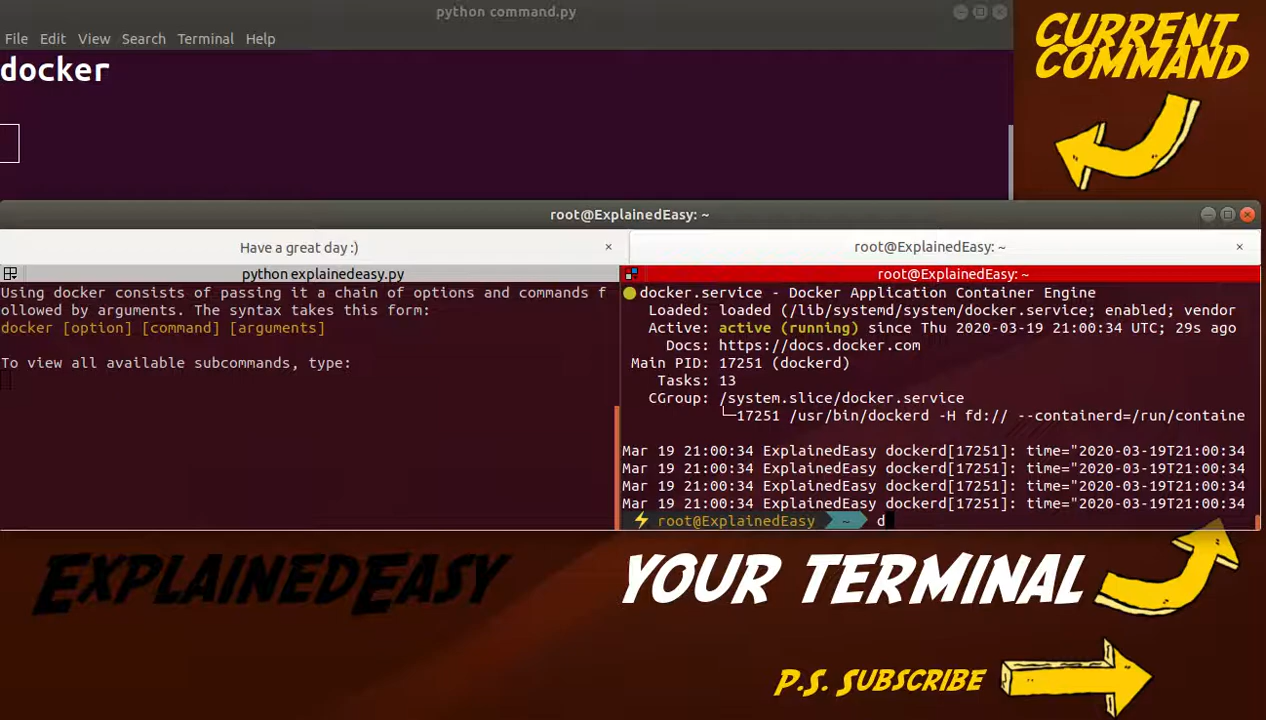 python command.py
File Edit View Search Terminal Help
docker
CURRENT
COMMAND
root@ExplainedEasy: ~
Have a great day :)
×
root@ExplainedEasy: ~
×
python explainedeasy.py
Using docker consists of passing it a chain of options and commands f
ollowed by arguments. The syntax takes this form:
docker [option] [command] [arguments]
To view all available subcommands, type:
root@ExplainedEasy: ~
docker.service - Docker Application Container Engine
Loaded: loaded (/lib/systemd/system/docker.service; enabled; vendor
Active: active (running) since Thu 2020-03-19 21:00:34 UTC; 29s ago
Docs: https://docs.docker.com
Main PID: 17251 (dockerd)
Tasks: 13
CGroup: /system.slice/docker.service
└─17251 /usr/bin/dockerd -H fd:// --containerd=/run/containe
Mar 19 21:00:34 ExplainedEasy dockerd[17251]: time="2020-03-19T21:00:34
Mar 19 21:00:34 ExplainedEasy dockerd[17251]: time="2020-03-19T21:00:34
Mar 19 21:00:34 ExplainedEasy dockerd[17251]: time="2020-03-19T21:00:34
Mar 19 21:00:34 ExplainedEasy dockerd[17251]: time="2020-03-19T21:00:34
⚡ root@ExplainedEasy ~ d
EXPLAINEDEASY
YOUR TERMINAL
P.S. SUBSCRIBE